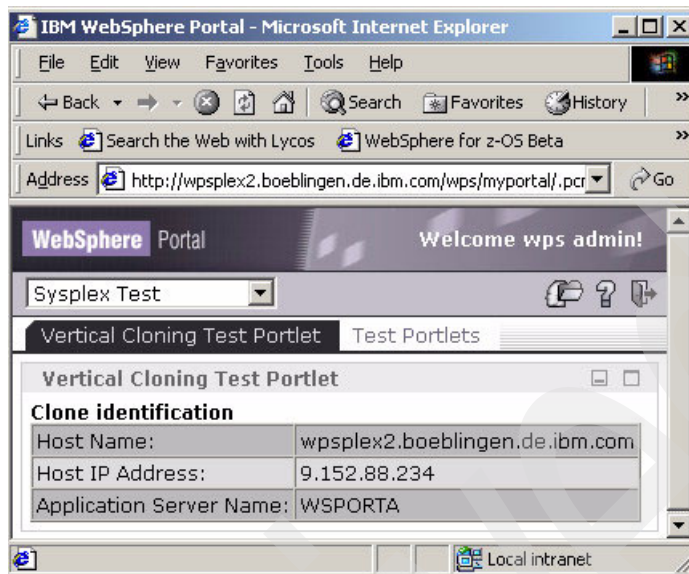 IBM WebSphere Portal - Microsoft Internet Explorer
File Edit View Favorites Tools Help
Back Search Favorites History »
Links Search the Web with Lycos WebSphere for z-OS Beta »
Address http://wpsplex2.boeblingen.de.ibm.com/wps/myportal/.pcr Go
WebSphere Portal Welcome wps admin!
Sysplex Test ?
Vertical Cloning Test Portlet Test Portlets
Vertical Cloning Test Portlet
Clone identification
Host Name: wpsplex2.boeblingen.de.ibm.com
Host IP Address: 9.152.88.234
Application Server Name: WSPORTA
Local intranet